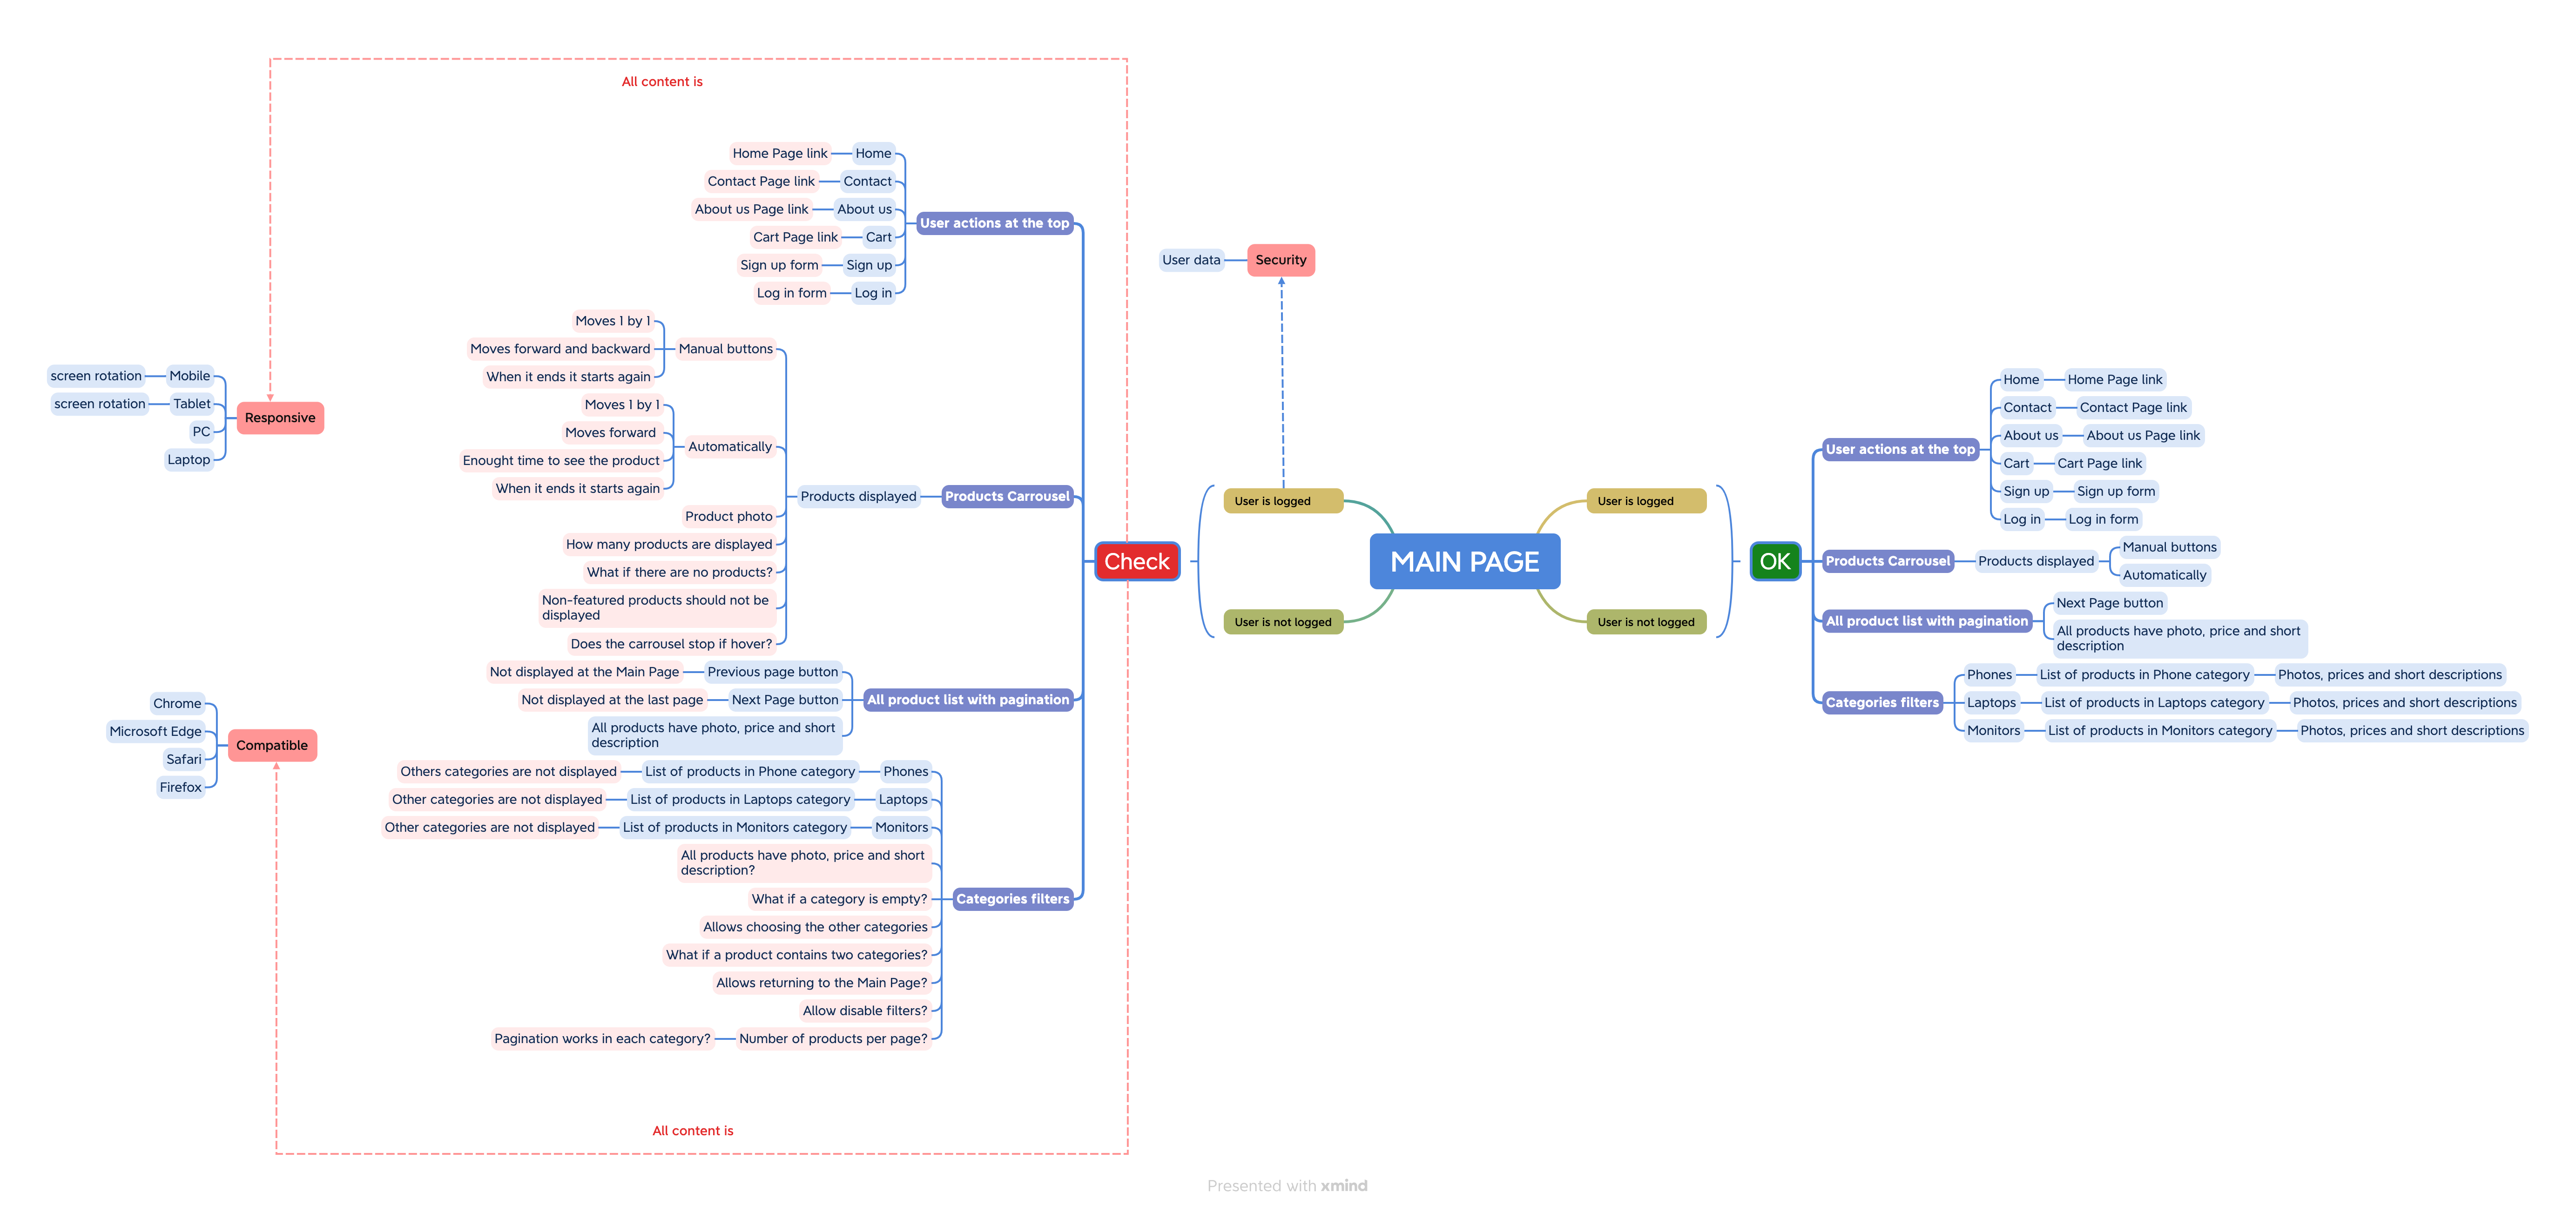 All content is
Home Page link
Home
Contact Page link
Contact
About us Page link
About us
Cart Page link
Cart
Sign up form
Sign up
Log in form
Log in
User actions at the top
Moves 1 by 1
Moves forward and backward
When it ends it starts again
Manual buttons
Moves 1 by 1
Moves forward
Enought time to see the product
When it ends it starts again
Automatically
Product photo
How many products are displayed
What if there are no products?
Non-featured products should not be
displayed
Does the carrousel stop if hover?
Products displayed
Products Carrousel
Not displayed at the Main Page
Previous page button
Not displayed at the last page
Next Page button
All products have photo, price and short
description
All product list with pagination
Others categories are not displayed
List of products in Phone category
Phones
Other categories are not displayed
List of products in Laptops category
Laptops
Other categories are not displayed
List of products in Monitors category
Monitors
All products have photo, price and short
description?
What if a category is empty?
Allows choosing the other categories
What if a product contains two categories?
Allows returning to the Main Page?
Allow disable filters?
Pagination works in each category?
Number of products per page?
Categories filters
All content is
screen rotation
Mobile
screen rotation
Tablet
PC
Laptop
Responsive
Chrome
Microsoft Edge
Safari
Firefox
Compatible
Check
User data
Security
User is logged
User is not logged
MAIN PAGE
User is logged
User is not logged
OK
User actions at the top
Home
Home Page link
Contact
Contact Page link
About us
About us Page link
Cart
Cart Page link
Sign up
Sign up form
Log in
Log in form
Products Carrousel
Products displayed
Manual buttons
Automatically
All product list with pagination
Next Page button
All products have photo, price and short
description
Categories filters
Phones
List of products in Phone category
Photos, prices and short descriptions
Laptops
List of products in Laptops category
Photos, prices and short descriptions
Monitors
List of products in Monitors category
Photos, prices and short descriptions
Presented with xmind